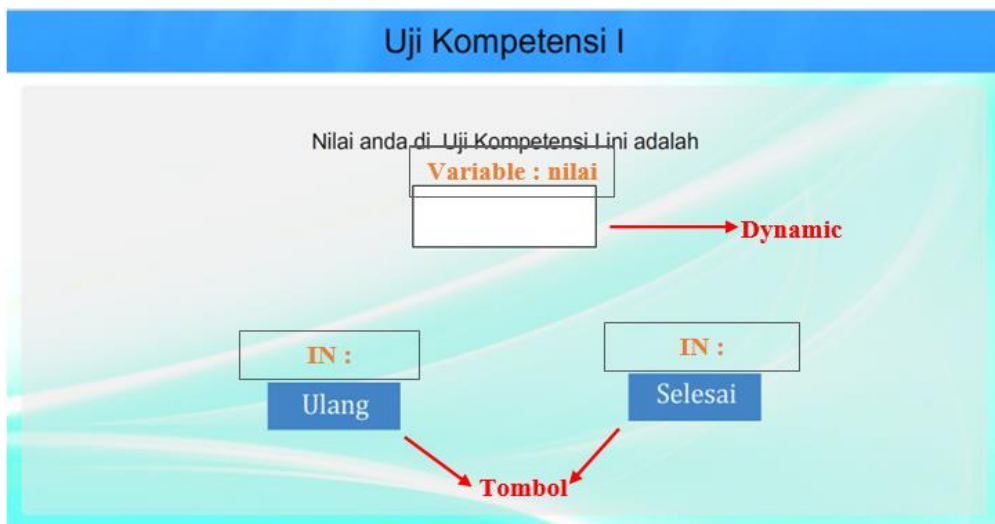 Uji Kompetensi I
Nilai anda di Uji Kompetensi I ini adalah
Variable : nilai
Dynamic
IN :
IN :
Ulang
Selesai
Tombol